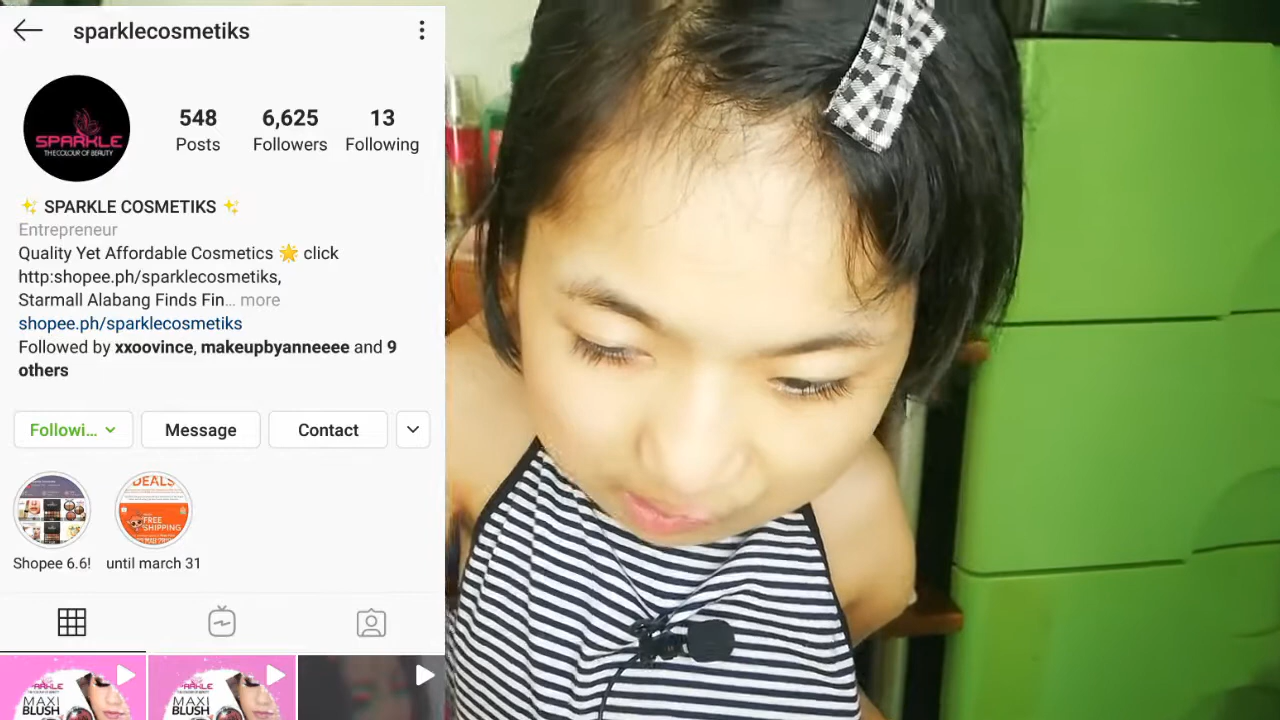 sparklecosmetiks
SPARKLE
THE COLOUR OF BEAUTY
548
6,625
13
Posts
Followers
Following
✨ SPARKLE COSMETIKS ✨
Entrepreneur
Quality Yet Affordable Cosmetics 🌟 click
http:shopee.ph/sparklecosmetiks,
Starmall Alabang Finds Fin... more
shopee.ph/sparklecosmetiks
Followed by xxoovince, makeupbyanneeee and 9
others
Followi...
Message
Contact
DEALS
FREE
SHIPPING
Shopee 6.6!
until march 31
MAXI
BLUSH
MAXI
BLUSH